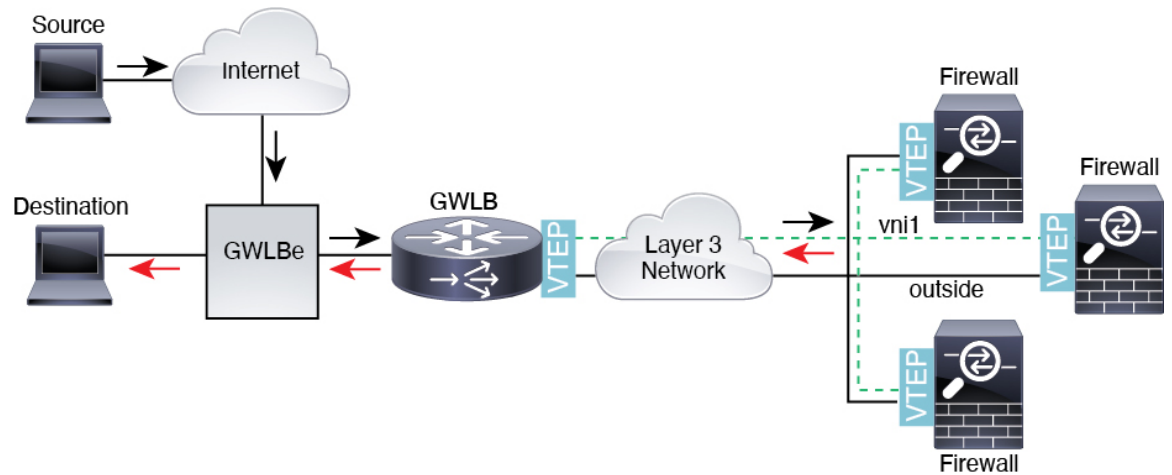 Source
Internet
Firewall
VTEP
Firewall
Destination
GWLB
GWLBe
VTEP
Layer 3
Network
vni1
VTEP
outside
VTEP
Firewall